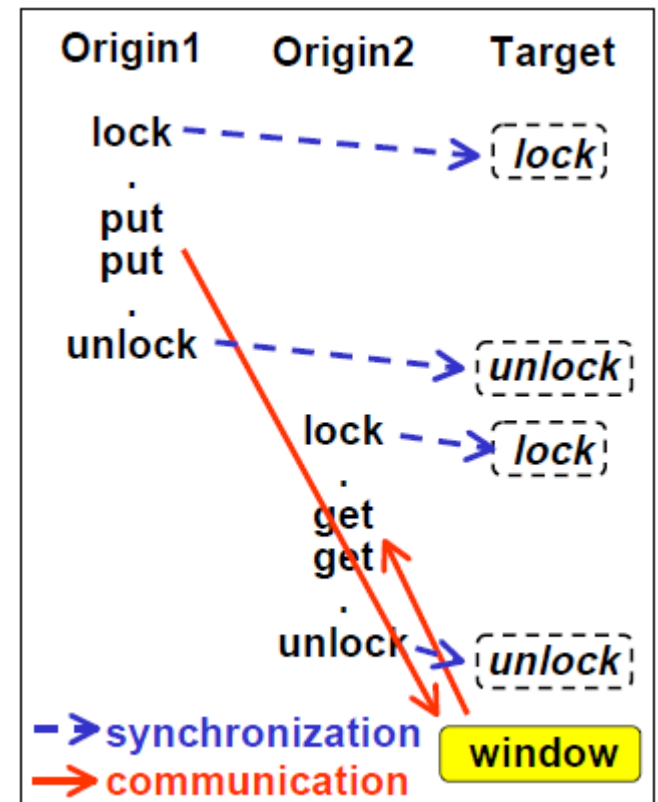 Origin1 Origin2 Target
lock lock
.
put
put
.
unlock unlock
lock lock
.
get
get
.
unlock unlock
synchronization
window
communication